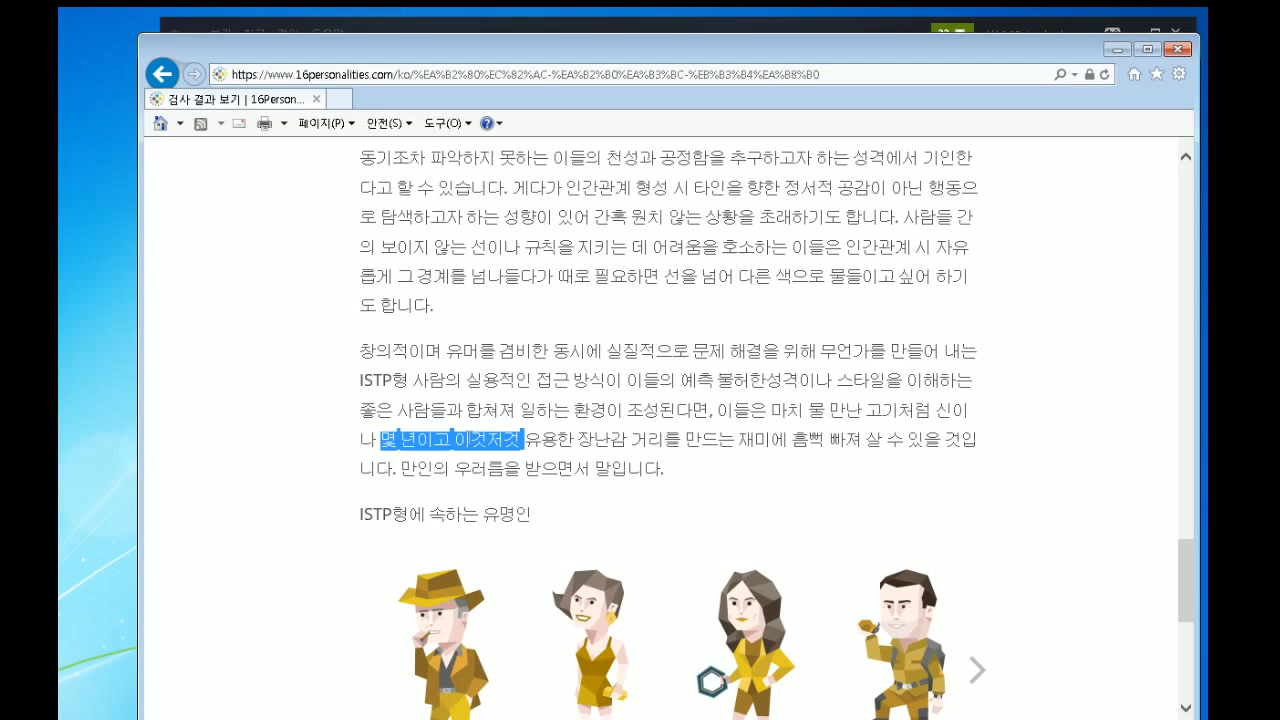 https://www.16personalities.com/ko/%EA%B2%80%EC%82%AC-%EA%B2%B0%EA%B3%BC-%EB%B3%B4%EA%B8%B0
검사 결과 보기 | 16Person...
페이지(P) 안전(S) 도구(O)
동기조차 파악하지 못하는 이들의 천성과 공정함을 추구하고자 하는 성격에서 기인한
다고 할 수 있습니다. 게다가 인간관계 형성 시 타인을 향한 정서적 공감이 아닌 행동으
로 탐색하고자 하는 성향이 있어 간혹 원치 않는 상황을 초래하기도 합니다. 사람들 간
의 보이지 않는 선이나 규칙을 지키는 데 어려움을 호소하는 이들은 인간관계 시 자유
롭게 그 경계를 넘나들다가 때로 필요하면 선을 넘어 다른 색으로 물들이고 싶어 하기
도 합니다.
창의적이며 유머를 겸비한 동시에 실질적으로 문제 해결을 위해 무언가를 만들어 내는
ISTP형 사람의 실용적인 접근 방식이 이들의 예측 불허한성격이나 스타일을 이해하는
좋은 사람들과 합쳐져 일하는 환경이 조성된다면, 이들은 마치 물 만난 고기처럼 신이
나 몇 년이고 이것저것 유용한 장난감 거리를 만드는 재미에 흠뻑 빠져 살 수 있을 것입
니다. 만인의 우러름을 받으면서 말입니다.
ISTP형에 속하는 유명인